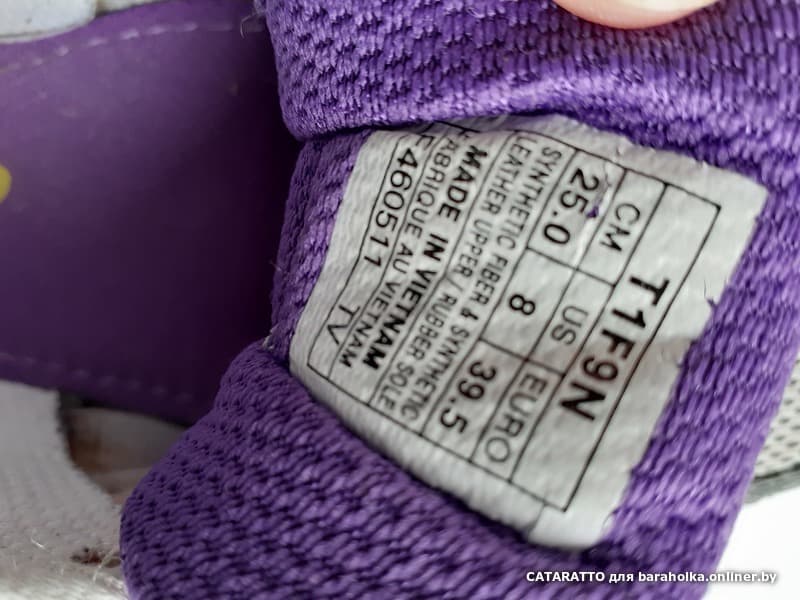 T1F9N
CM US EURO
25.0 8 39.5
SYNTHETIC FIBER & SYNTHETIC
LEATHER UPPER / RUBBER SOLE
MADE IN VIETNAM
FABRIQUE AU VIETNAM
460511 TV
CATARATTO для baraholka.onliner.by